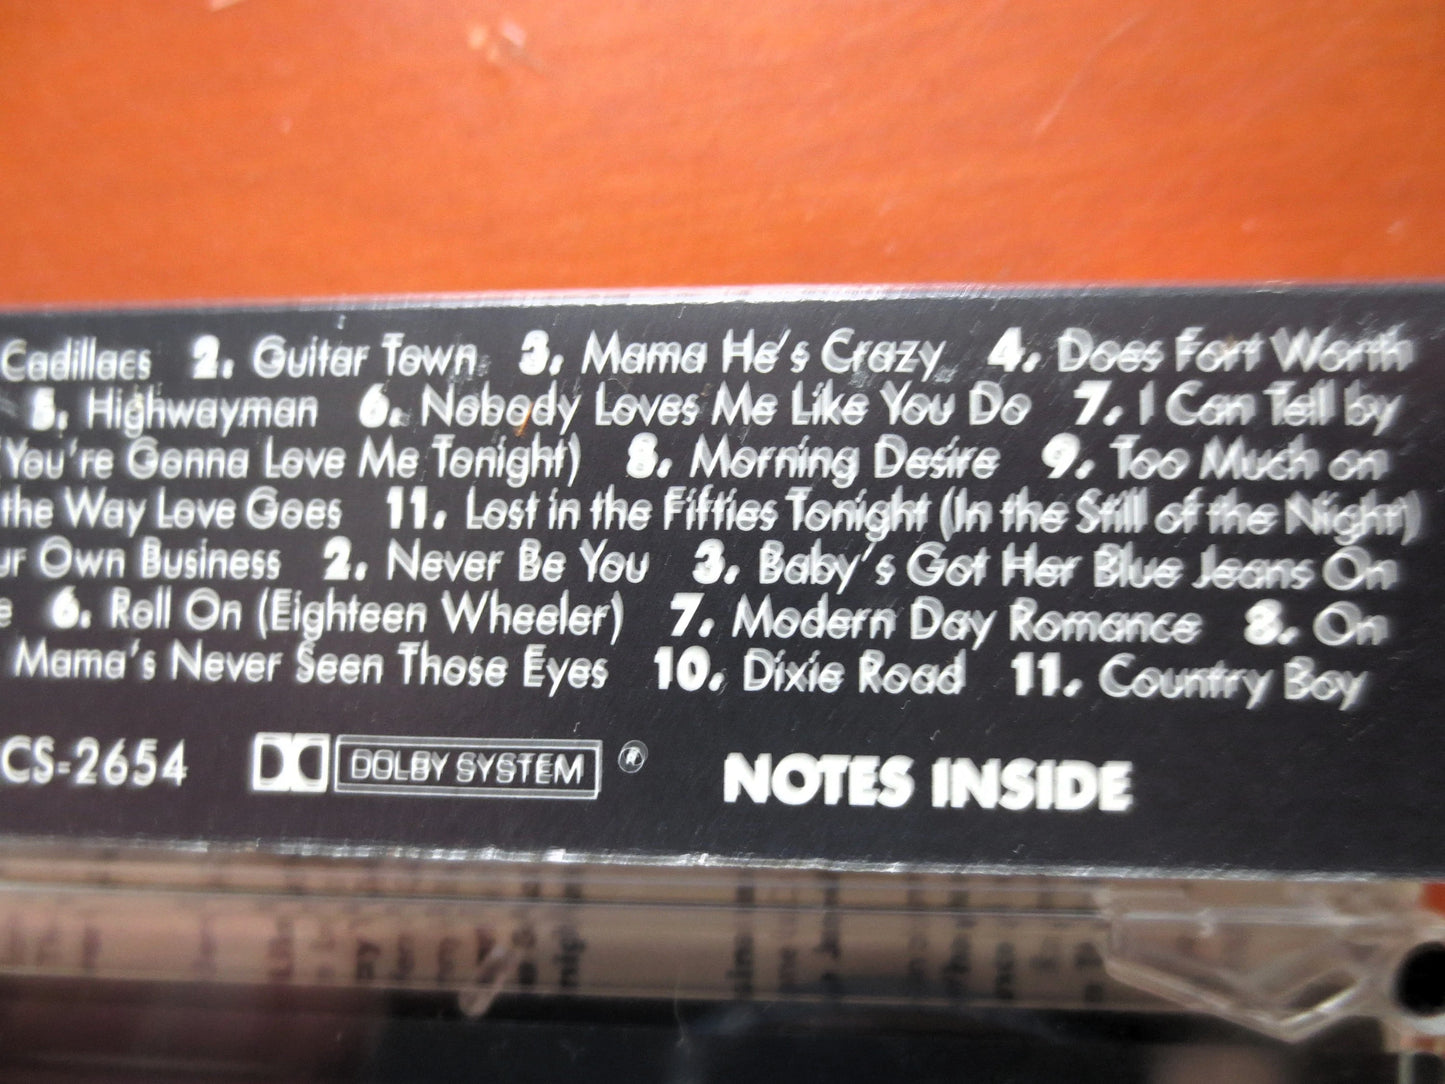 Cadillacs 2. Guitar Town 3. Mama He's Crazy 4. Does Fort Worth
5. Highwayman 6. Nobody Loves Me Like You Do 7. I Can Tell by
(You're Gonna Love Me Tonight) 8. Morning Desire 9. Too Much on
the Way Love Goes 11. Lost in the Fifties Tonight (In the Still of the Night)
ur Own Business 2. Never Be You 3. Baby's Got Her Blue Jeans On
e 6. Roll On (Eighteen Wheeler) 7. Modern Day Romance 8. On
Mama's Never Seen Those Eyes 10. Dixie Road 11. Country Boy
CS-2654 DOLBY SYSTEM ® NOTES INSIDE